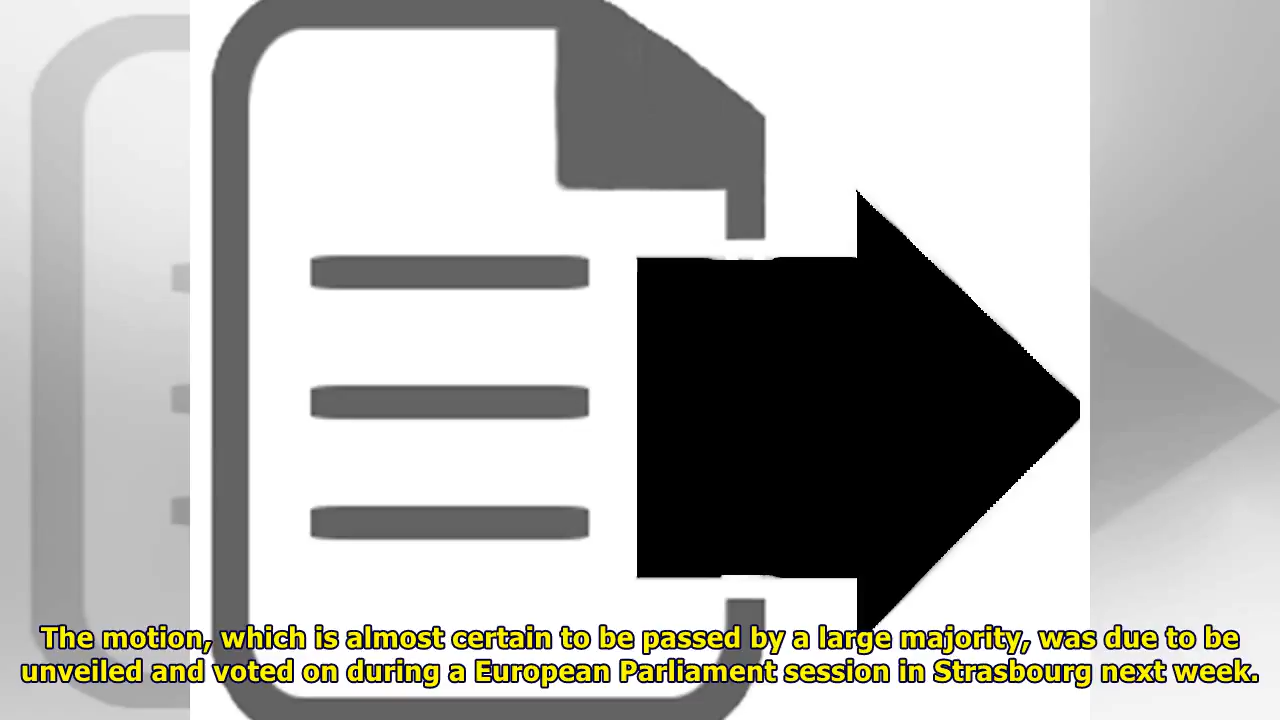 The motion, which is almost certain to be passed by a large majority, was due to be
unveiled and voted on during a European Parliament session in Strasbourg next week.